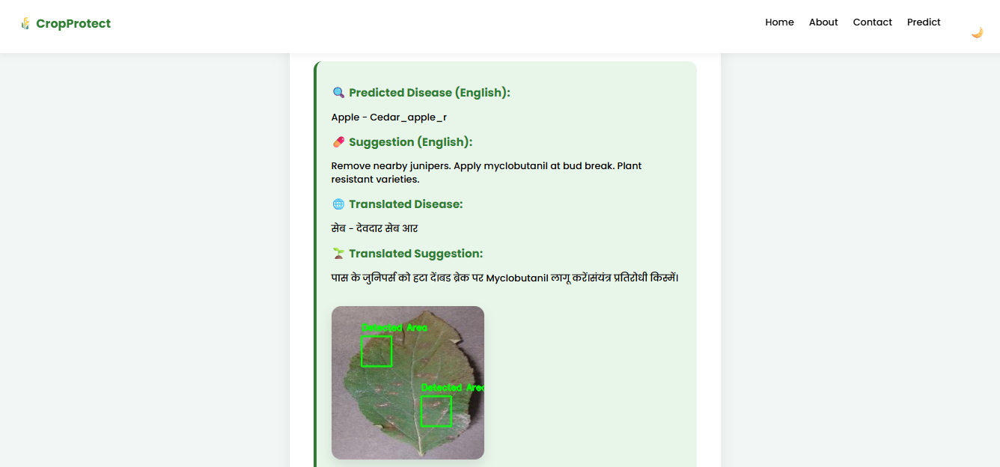 CropProtect
Home About Contact Predict
Predicted Disease (English):
Apple - Cedar_apple_r
Suggestion (English):
Remove nearby junipers. Apply myclobutanil at bud break. Plant
resistant varieties.
Translated Disease:
सेब - देवदार सेब आर
Translated Suggestion:
पास के जुनिपर्स को हटा दें।बड ब्रेक पर Myclobutanil लागू करें।संयंत्र प्रतिरोधी किस्में।
Detected Area
Detected Area